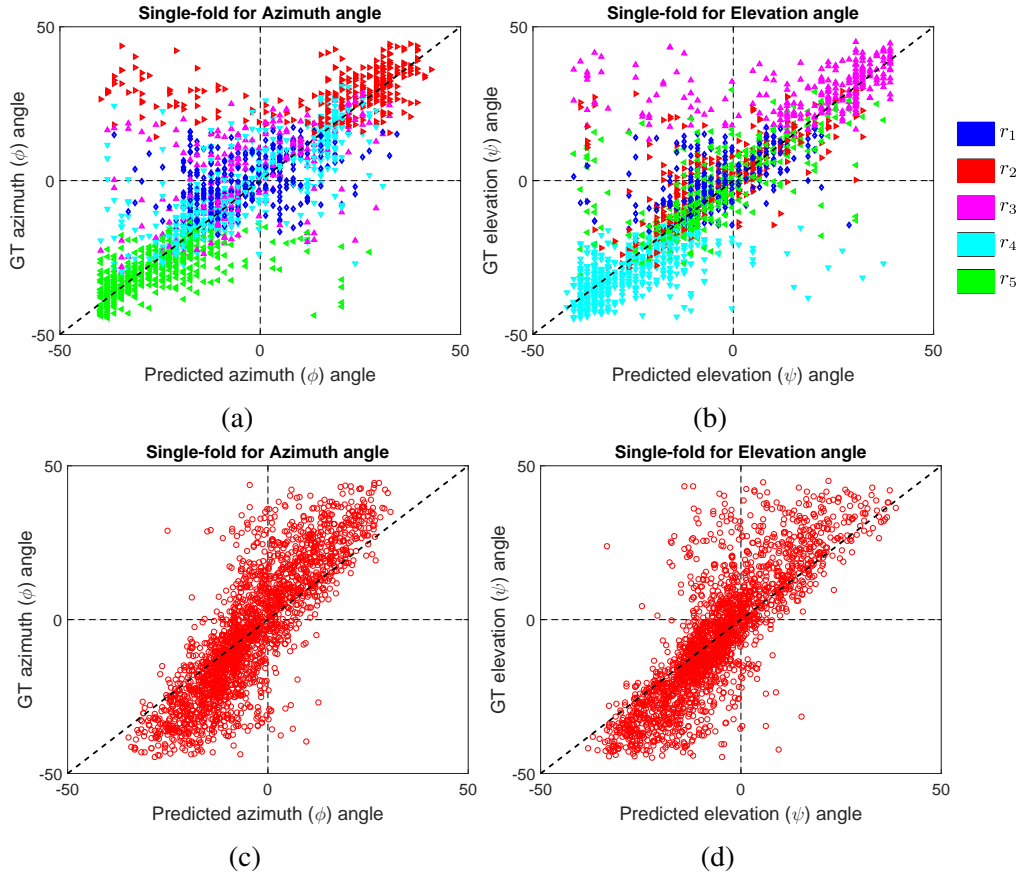 Single-fold for Azimuth angle
50
0
-50
GT azimuth (ϕ) angle
-50 0 50
Predicted azimuth (ϕ) angle
(a)
Single-fold for Elevation angle
50
0
-50
GT elevation (ψ) angle
-50 0 50
Predicted elevation (ψ) angle
(b)
r1
r2
r3
r4
r5
Single-fold for Azimuth angle
50
0
-50
GT azimuth (ϕ) angle
-50 0 50
Predicted azimuth (ϕ) angle
(c)
Single-fold for Elevation angle
50
0
-50
GT elevation (ψ) angle
-50 0 50
Predicted elevation (ψ) angle
(d)